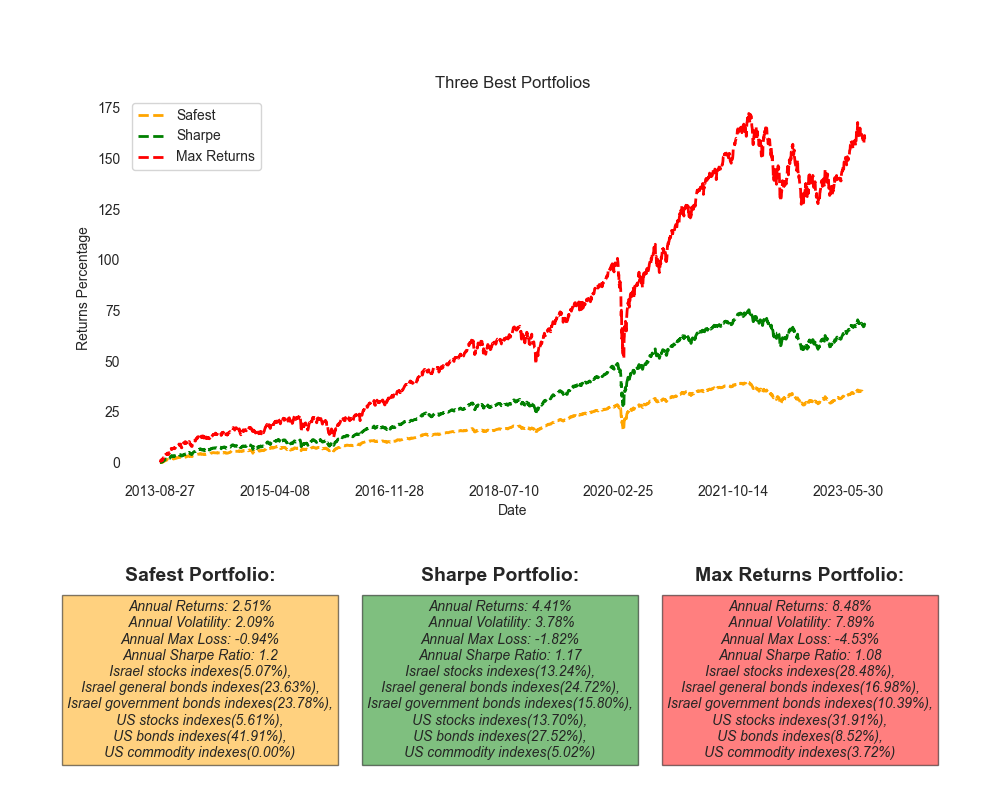 Three Best Portfolios
Safest
Sharpe
Max Returns
Returns Percentage
175
150
125
100
75
50
25
0
2013-08-27 2015-04-08 2016-11-28 2018-07-10 2020-02-25 2021-10-14 2023-05-30
Date
Safest Portfolio:
Annual Returns: 2.51%
Annual Volatility: 2.09%
Annual Max Loss: -0.94%
Annual Sharpe Ratio: 1.2
Israel stocks indexes(5.07%),
Israel general bonds indexes(23.63%),
Israel government bonds indexes(23.78%),
US stocks indexes(5.61%),
US bonds indexes(41.91%),
US commodity indexes(0.00%)
Sharpe Portfolio:
Annual Returns: 4.41%
Annual Volatility: 3.78%
Annual Max Loss: -1.82%
Annual Sharpe Ratio: 1.17
Israel stocks indexes(13.24%),
Israel general bonds indexes(24.72%),
Israel government bonds indexes(15.80%),
US stocks indexes(13.70%),
US bonds indexes(27.52%),
US commodity indexes(5.02%)
Max Returns Portfolio:
Annual Returns: 8.48%
Annual Volatility: 7.89%
Annual Max Loss: -4.53%
Annual Sharpe Ratio: 1.08
Israel stocks indexes(28.48%),
Israel general bonds indexes(16.98%),
Israel government bonds indexes(10.39%),
US stocks indexes(31.91%),
US bonds indexes(8.52%),
US commodity indexes(3.72%)